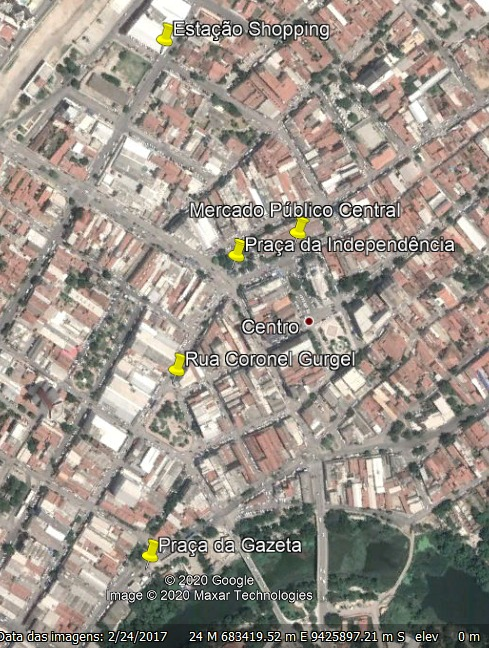 Estação Shopping
Mercado Público Central
Praça da Independência
Centro
Rua Coronel Gurgel
Praça da Gazeta
© 2020 Google
Image © 2020 Maxar Technologies
Data das imagens: 2/24/2017 24 M 683419.52 m E 9425897.21 m S elev 0 m